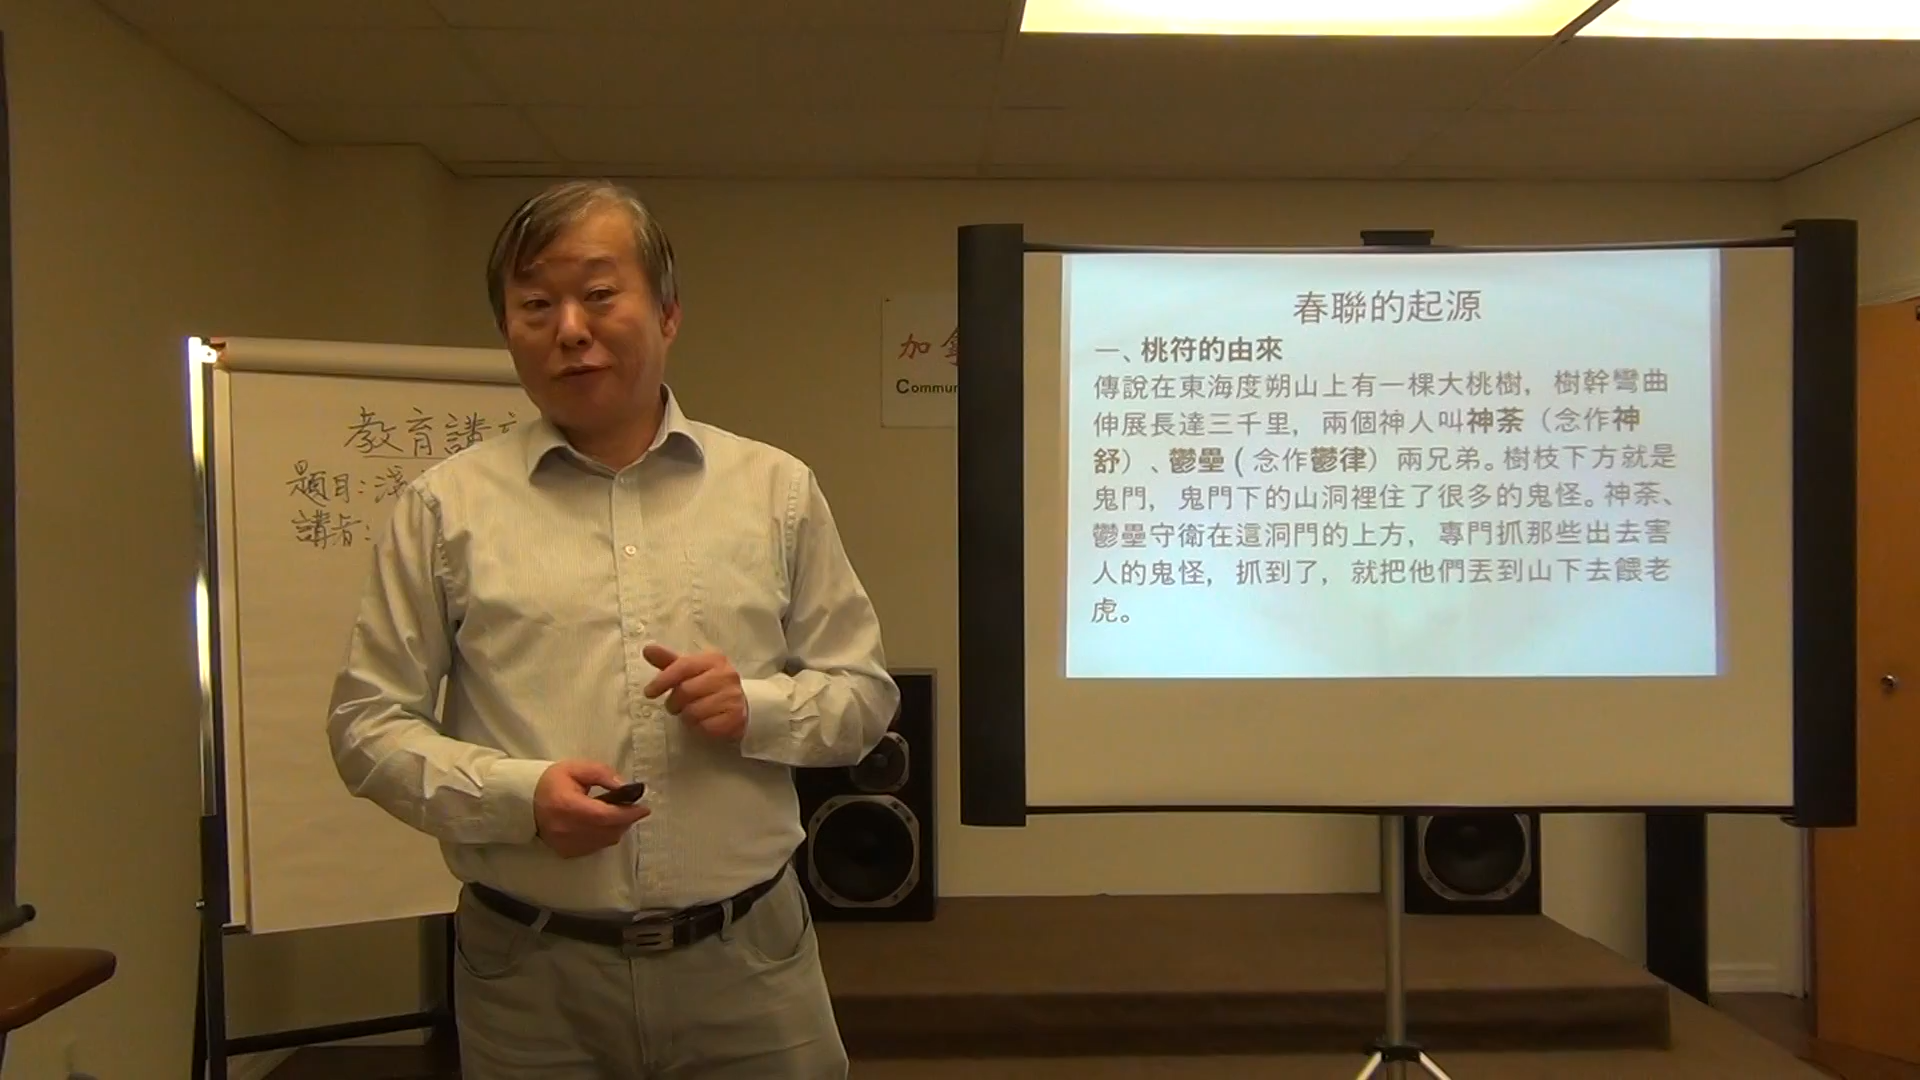 春聯的起源
一、桃符的由來
傳說在東海度朔山上有一棵大桃樹，樹幹彎曲
伸展長達三千里，兩個神人叫神荼（念作神
舒）、鬱壘（念作鬱律）兩兄弟。樹枝下方就是
鬼門，鬼門下的山洞裡住了很多的鬼怪。神荼、
鬱壘守衛在這洞門的上方，專門抓那些出去害
人的鬼怪，抓到了，就把他們丟到山下去餵老
虎。
教育講
題目：淺
講者：
加拿
Commun